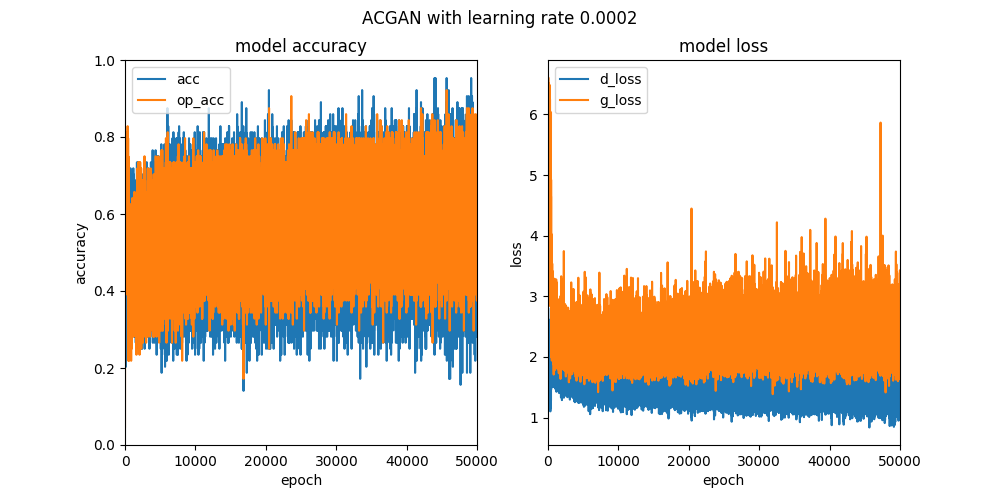 ACGAN with learning rate 0.0002
model accuracy
acc
op_acc
1.0
0.8
0.6
0.4
0.2
0.0
accuracy
0 10000 20000 30000 40000 50000
epoch
model loss
d_loss
g_loss
6
5
4
3
2
1
loss
0 10000 20000 30000 40000 50000
epoch